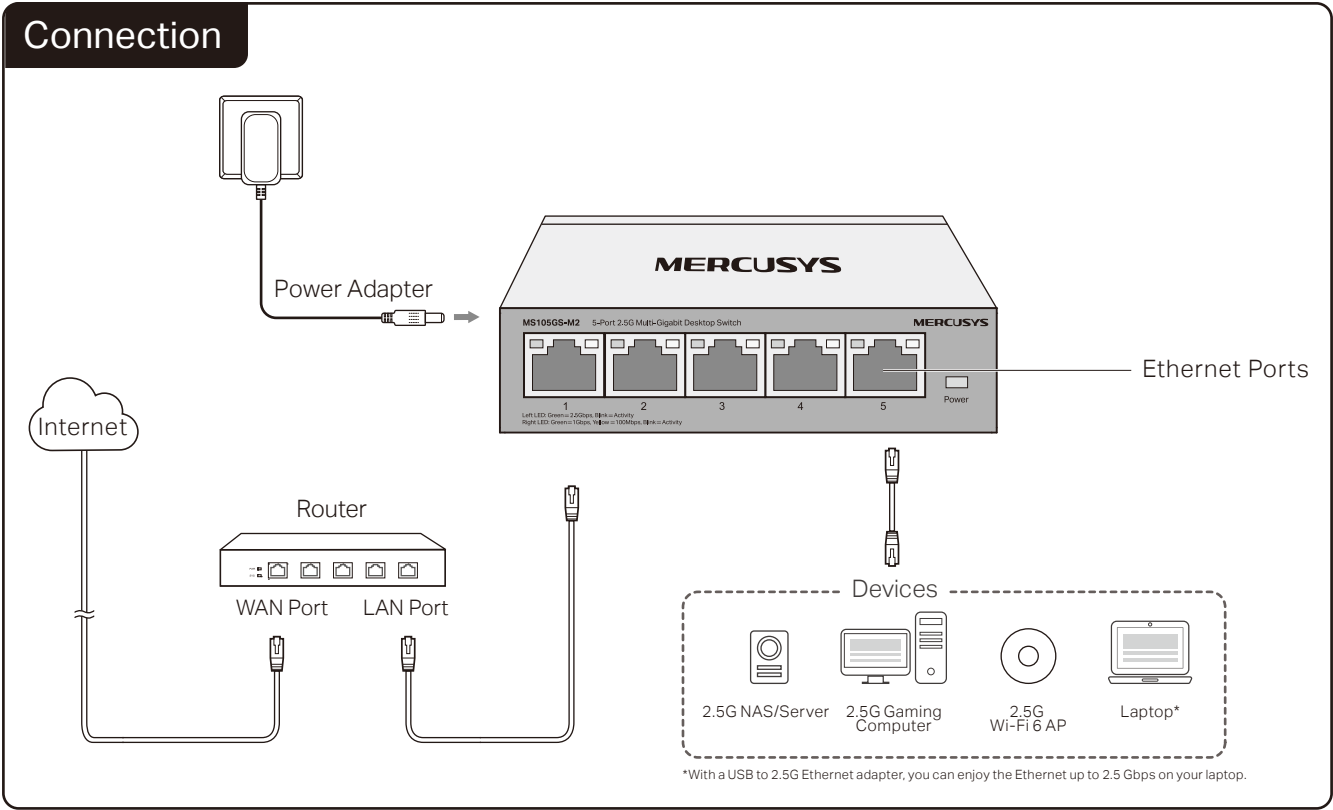 Connection
Power Adapter
MERCUSYS
MS105GS-M2 5-Port 2.5G Multi-Gigabit Desktop Switch MERCUSYS
Ethernet Ports
1 2 3 4 5 Power
Left LED: Green=2.5Gbps, Blink=Activity
Right LED: Green=1Gbps, Yellow=100Mbps, Blink=Activity
Internet
Router
WAN Port LAN Port
Devices
2.5G NAS/Server
2.5G Gaming
Computer
2.5G
Wi-Fi 6 AP
Laptop*
*With a USB to 2.5G Ethernet adapter, you can enjoy the Ethernet up to 2.5 Gbps on your laptop.